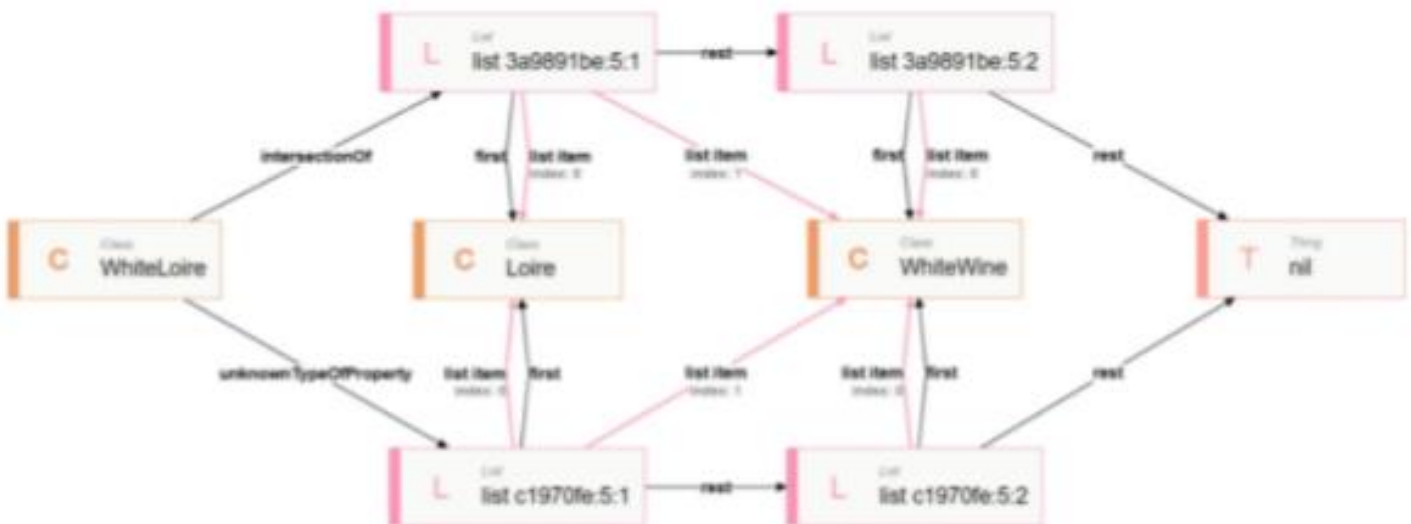 List
L
list 3a9891be:5:1
rest
List
L
list 3a9891be:5:2
intersectionOf
first
list item
index: 0
list item
index: 1
first
list item
index: 0
rest
Class
C
WhiteLoire
Class
C
Loire
Class
C
WhiteWine
Thing
T
nil
unknownTypeOfProperty
list item
index: 0
first
list item
index: 1
list item
index: 0
first
rest
List
L
list c1970fe:5:1
rest
List
L
list c1970fe:5:2